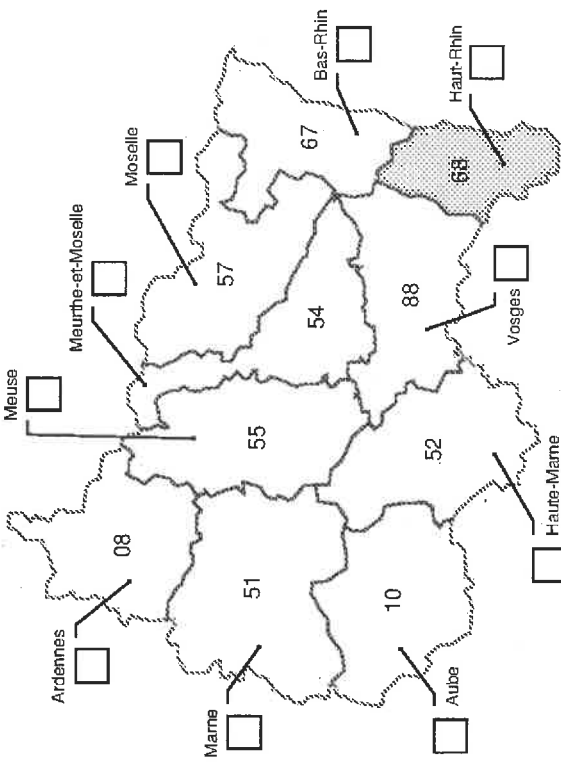 Ardennes
Meuse
Meurthe-et-Moselle
Moselle
Bas-Rhin
Haut-Rhin
Marne
Aube
Haute-Marne
Vosges
08
55
57
67
51
54
68
10
52
88